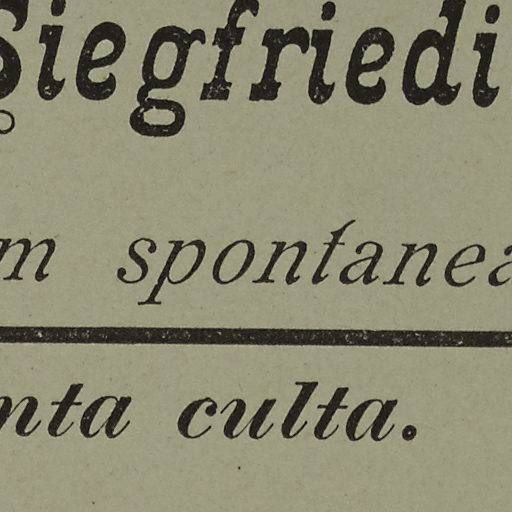 Siegfriedi
m spontanea
nta culta.